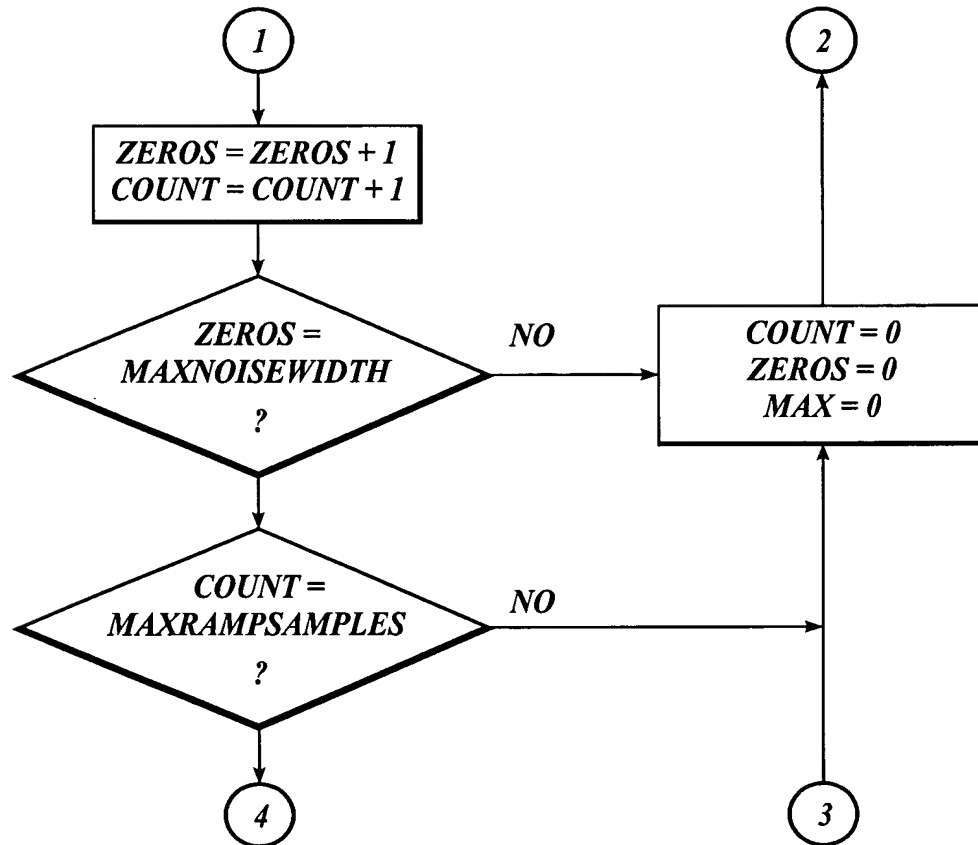 1
2
ZEROS = ZEROS + 1
COUNT = COUNT + 1
ZEROS =
MAXNOISEWIDTH
?
NO
COUNT = 0
ZEROS = 0
MAX = 0
COUNT =
MAXRAMPSAMPLES
?
NO
4
3